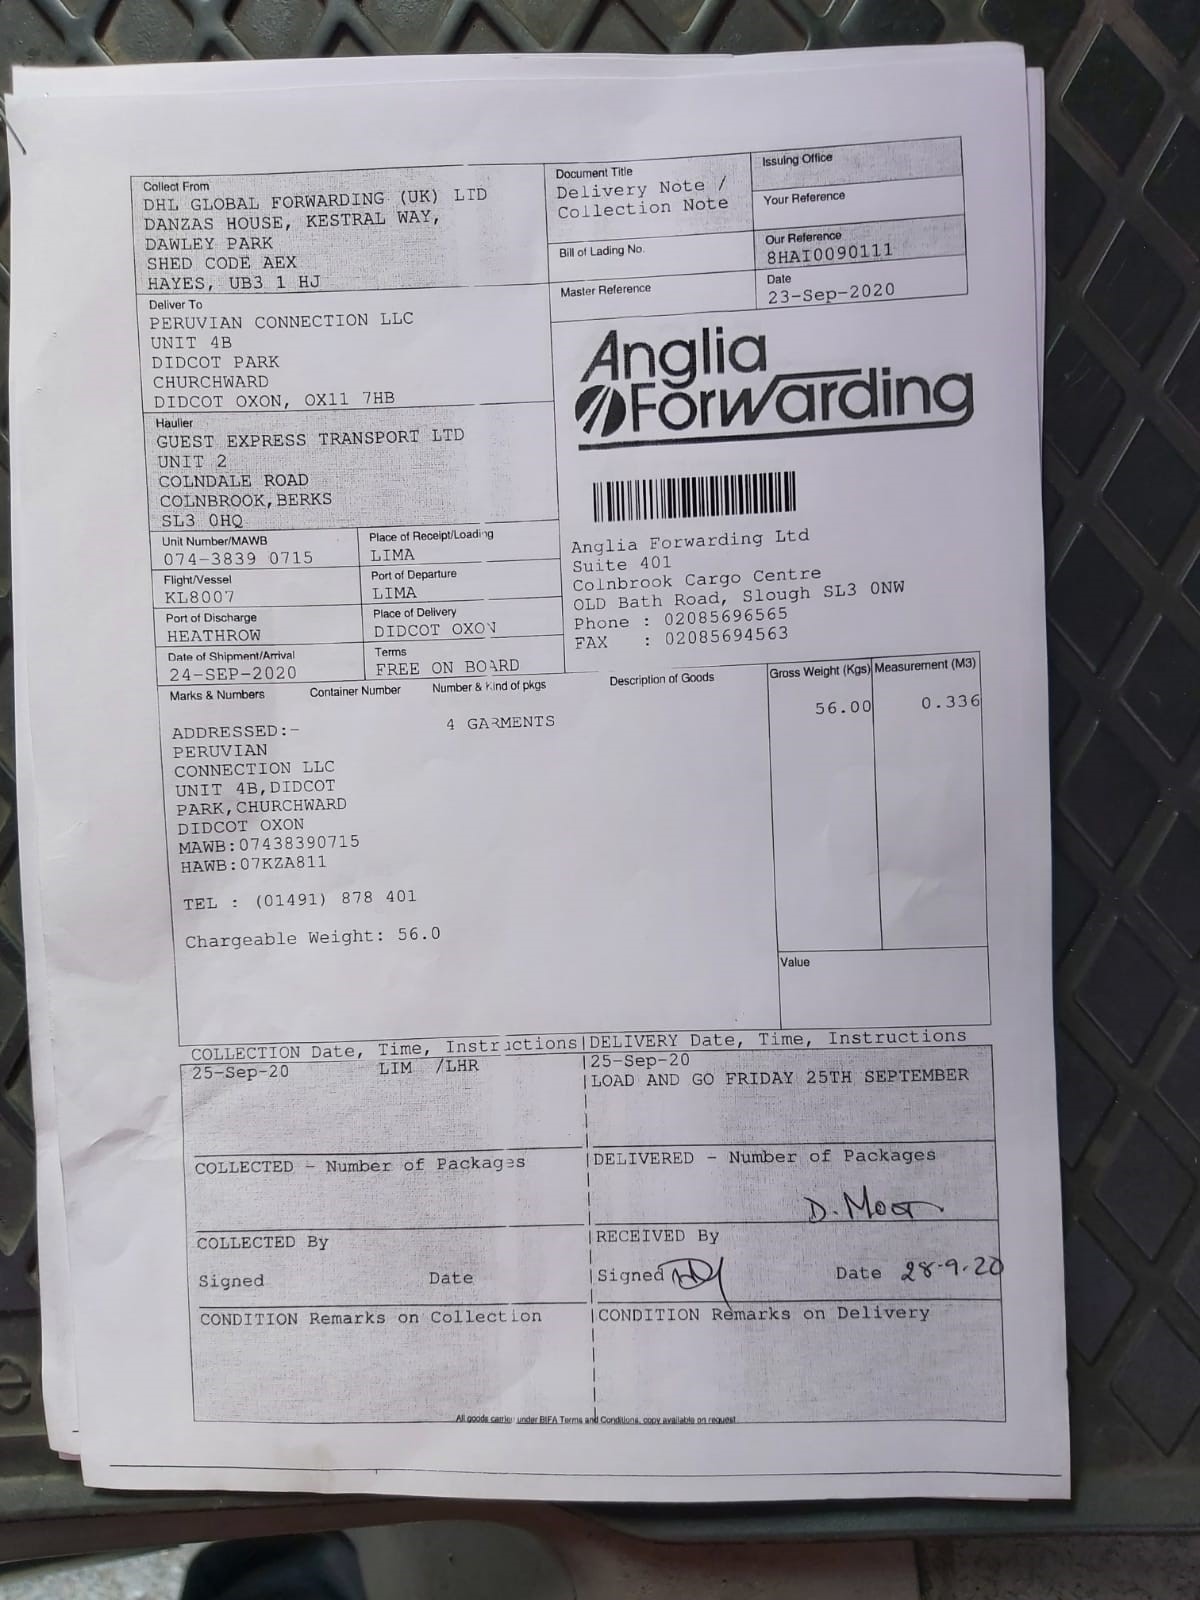 Collect From
DHL GLOBAL FORWARDING (UK) LTD
DANZAS HOUSE, KESTRAL WAY,
DAWLEY PARK
SHED CODE AEX
HAYES, UB3 1 HJ
Document Title
Delivery Note /
Collection Note
Issuing Office
Your Reference
Bill of Lading No.
Our Reference
8HAI0090111
Master Reference
Date
23-Sep-2020
Deliver To
PERUVIAN CONNECTION LLC
UNIT 4B
DIDCOT PARK
CHURCHWARD
DIDCOT OXON, OX11 7HB
Anglia
Forwarding
Haulier
GUEST EXPRESS TRANSPORT LTD
UNIT 2
COLNDALE ROAD
COLNBROOK,BERKS
SL3 0HQ
Anglia Forwarding Ltd
Suite 401
Colnbrook Cargo Centre
OLD Bath Road, Slough SL3 0NW
Phone : 02085696565
FAX : 02085694563
Unit Number/MAWB
074-3839 0715
Place of Receipt/Loading
LIMA
Flight/Vessel
KL8007
Port of Departure
LIMA
Port of Discharge
HEATHROW
Place of Delivery
DIDCOT OXON
Date of Shipment/Arrival
24-SEP-2020
Terms
FREE ON BOARD
Marks & Numbers Container Number Number & Kind of pkgs Description of Goods Gross Weight (Kgs) Measurement (M3)
4 GARMENTS 56.00 0.336
ADDRESSED:-
PERUVIAN
CONNECTION LLC
UNIT 4B,DIDCOT
PARK,CHURCHWARD
DIDCOT OXON
MAWB:07438390715
HAWB:07KZA811
TEL : (01491) 878 401
Chargeable Weight: 56.0
Value
COLLECTION Date, Time, Instructions|DELIVERY Date, Time, Instructions
25-Sep-20 LIM /LHR |25-Sep-20
|LOAD AND GO FRIDAY 25TH SEPTEMBER
COLLECTED - Number of Packages |DELIVERED - Number of Packages
D. Moor
COLLECTED By |RECEIVED By
Signed Date |Signed Date 28-9-20
CONDITION Remarks on Collection |CONDITION Remarks on Delivery
All goods carried under BIFA Terms and Conditions, copy available on request